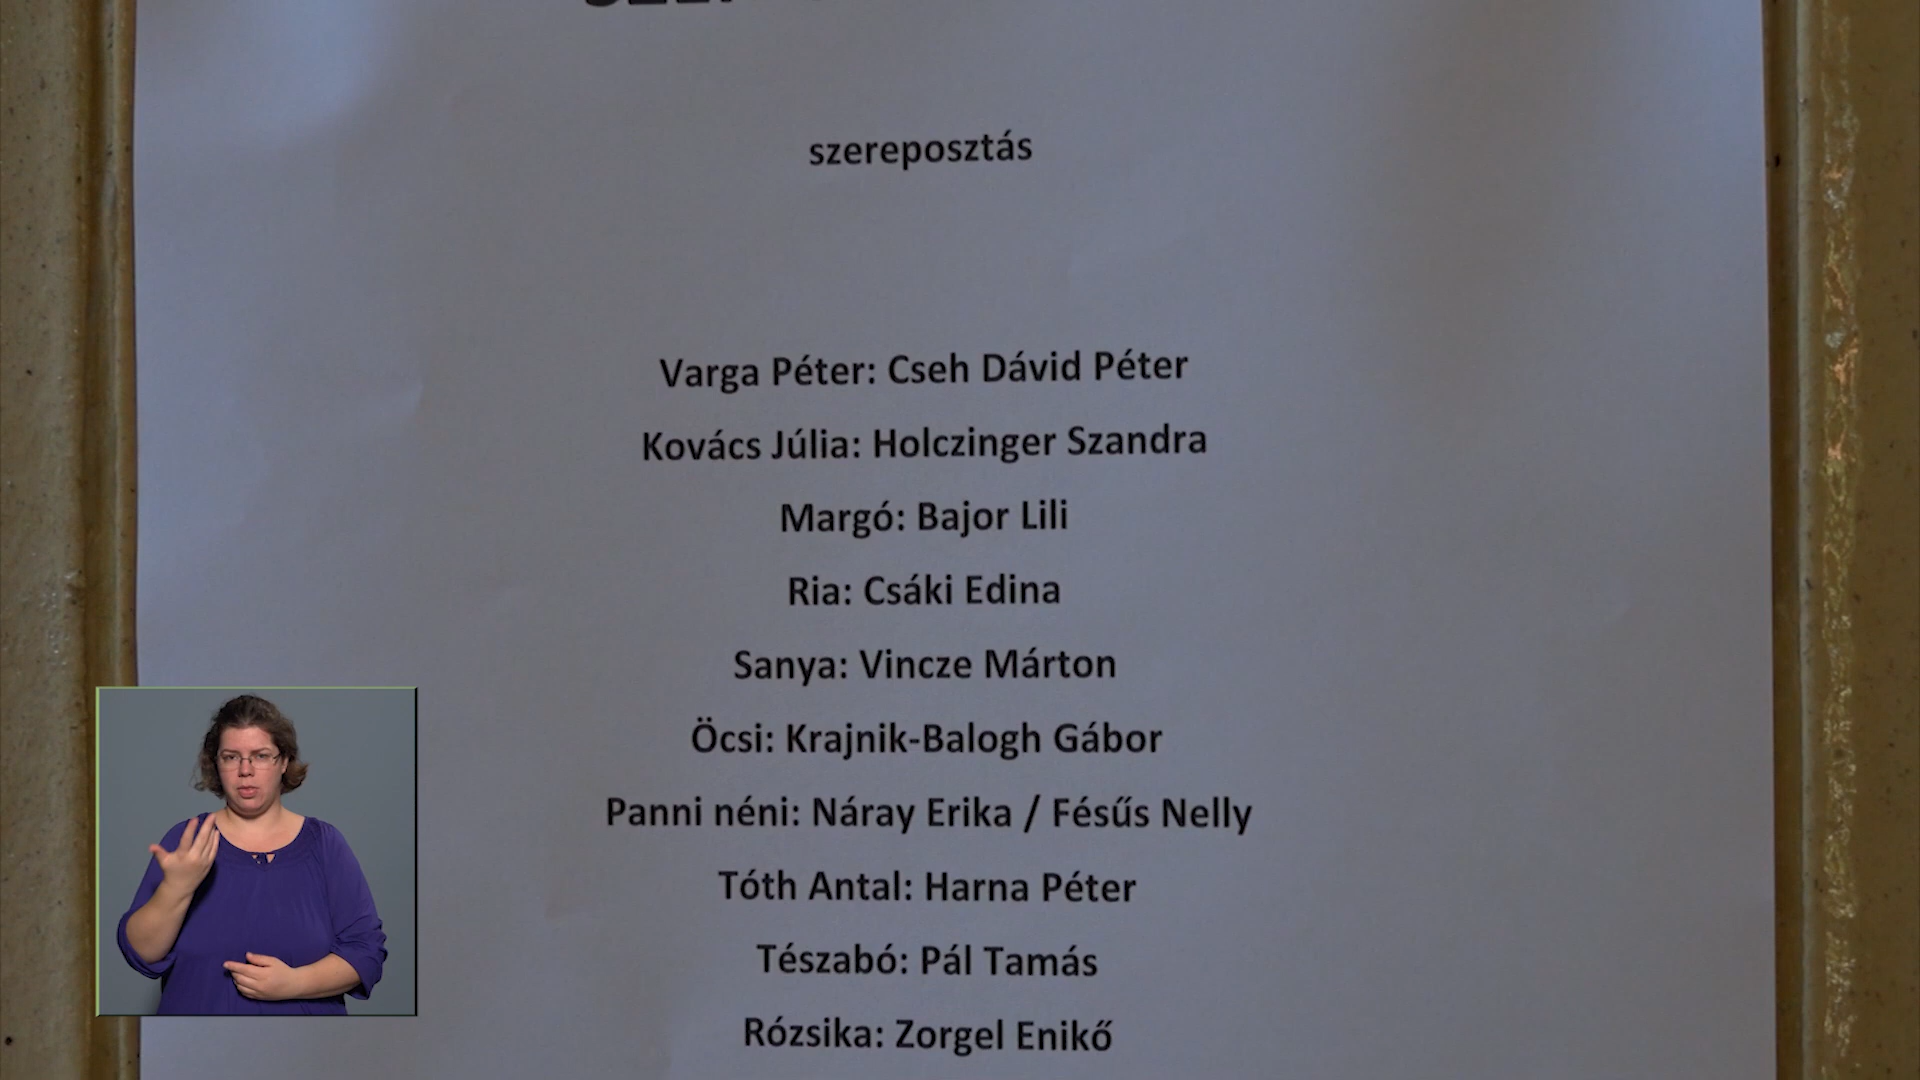 szereposztás
Varga Péter: Cseh Dávid Péter
Kovács Júlia: Holczinger Szandra
Margó: Bajor Lili
Ria: Csáki Edina
Sanya: Vincze Márton
Öcsi: Krajnik-Balogh Gábor
Panni néni: Náray Erika / Fésűs Nelly
Tóth Antal: Harna Péter
Tészabó: Pál Tamás
Rózsika: Zorgel Enikő